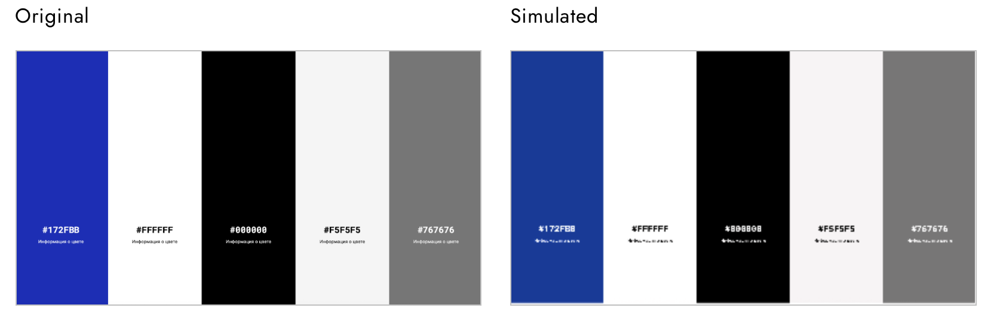 Original
Simulated
#172FBB
Информация о цвете
#FFFFFF
Информация о цвете
#000000
Информация о цвете
#F5F5F5
Информация о цвете
#767676
Информация о цвете
#172FBB
#FFFFFF
#F5F5F5
#767676